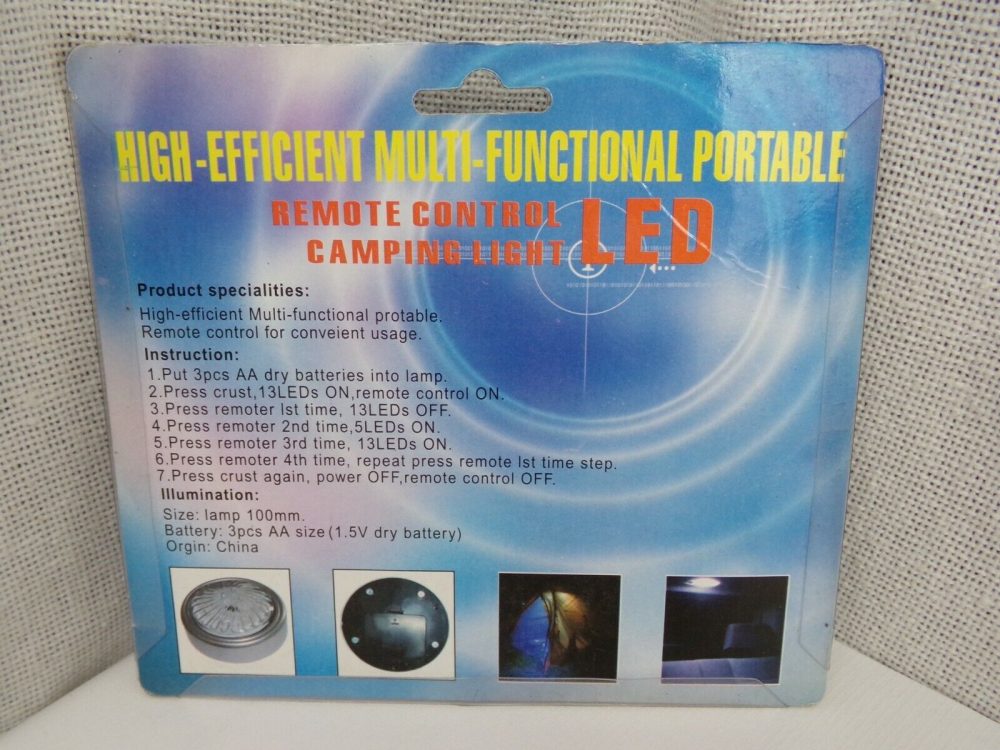 HIGH-EFFICIENT MULTI-FUNCTIONAL PORTABLE
REMOTE CONTROL
CAMPING LIGHT LED
Product specialities:
High-efficient Multi-functional protable.
Remote control for conveient usage.
Instruction:
1.Put 3pcs AA dry batteries into lamp.
2.Press crust,13LEDs ON,remote control ON.
3.Press remoter lst time, 13LEDs OFF.
4.Press remoter 2nd time,5LEDs ON.
5.Press remoter 3rd time, 13LEDs ON.
6.Press remoter 4th time, repeat press remote lst time step.
7.Press crust again, power OFF,remote control OFF.
Illumination:
Size: lamp 100mm.
Battery: 3pcs AA size (1.5V dry battery)
Orgin: China